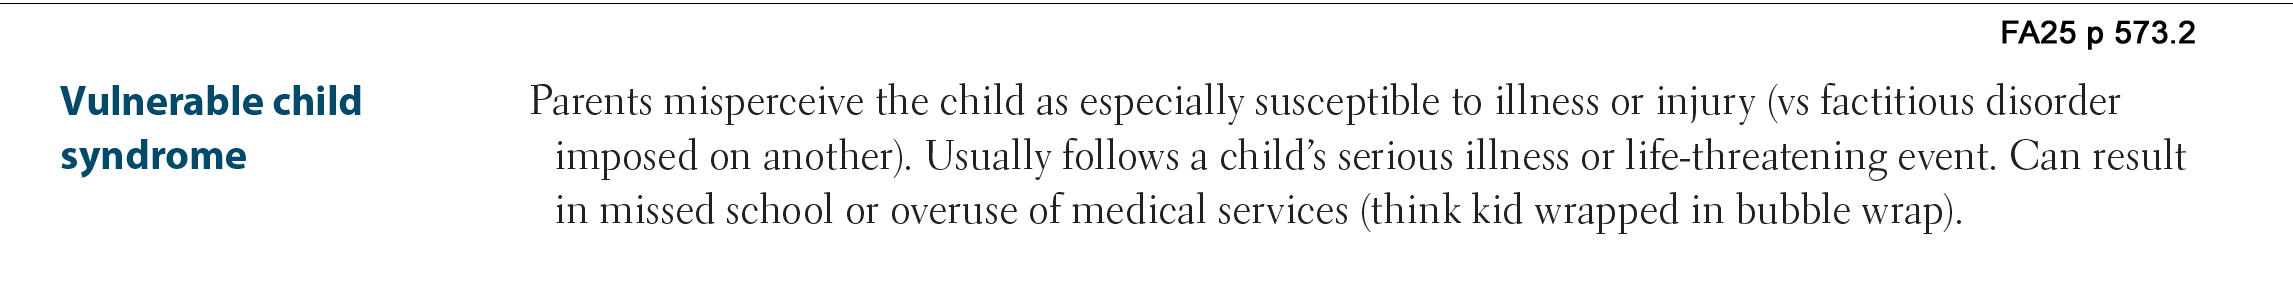 FA25 p 573.2
Vulnerable child
syndrome
Parents misperceive the child as especially susceptible to illness or injury (vs factitious disorder
imposed on another). Usually follows a child’s serious illness or life-threatening event. Can result
in missed school or overuse of medical services (think kid wrapped in bubble wrap).